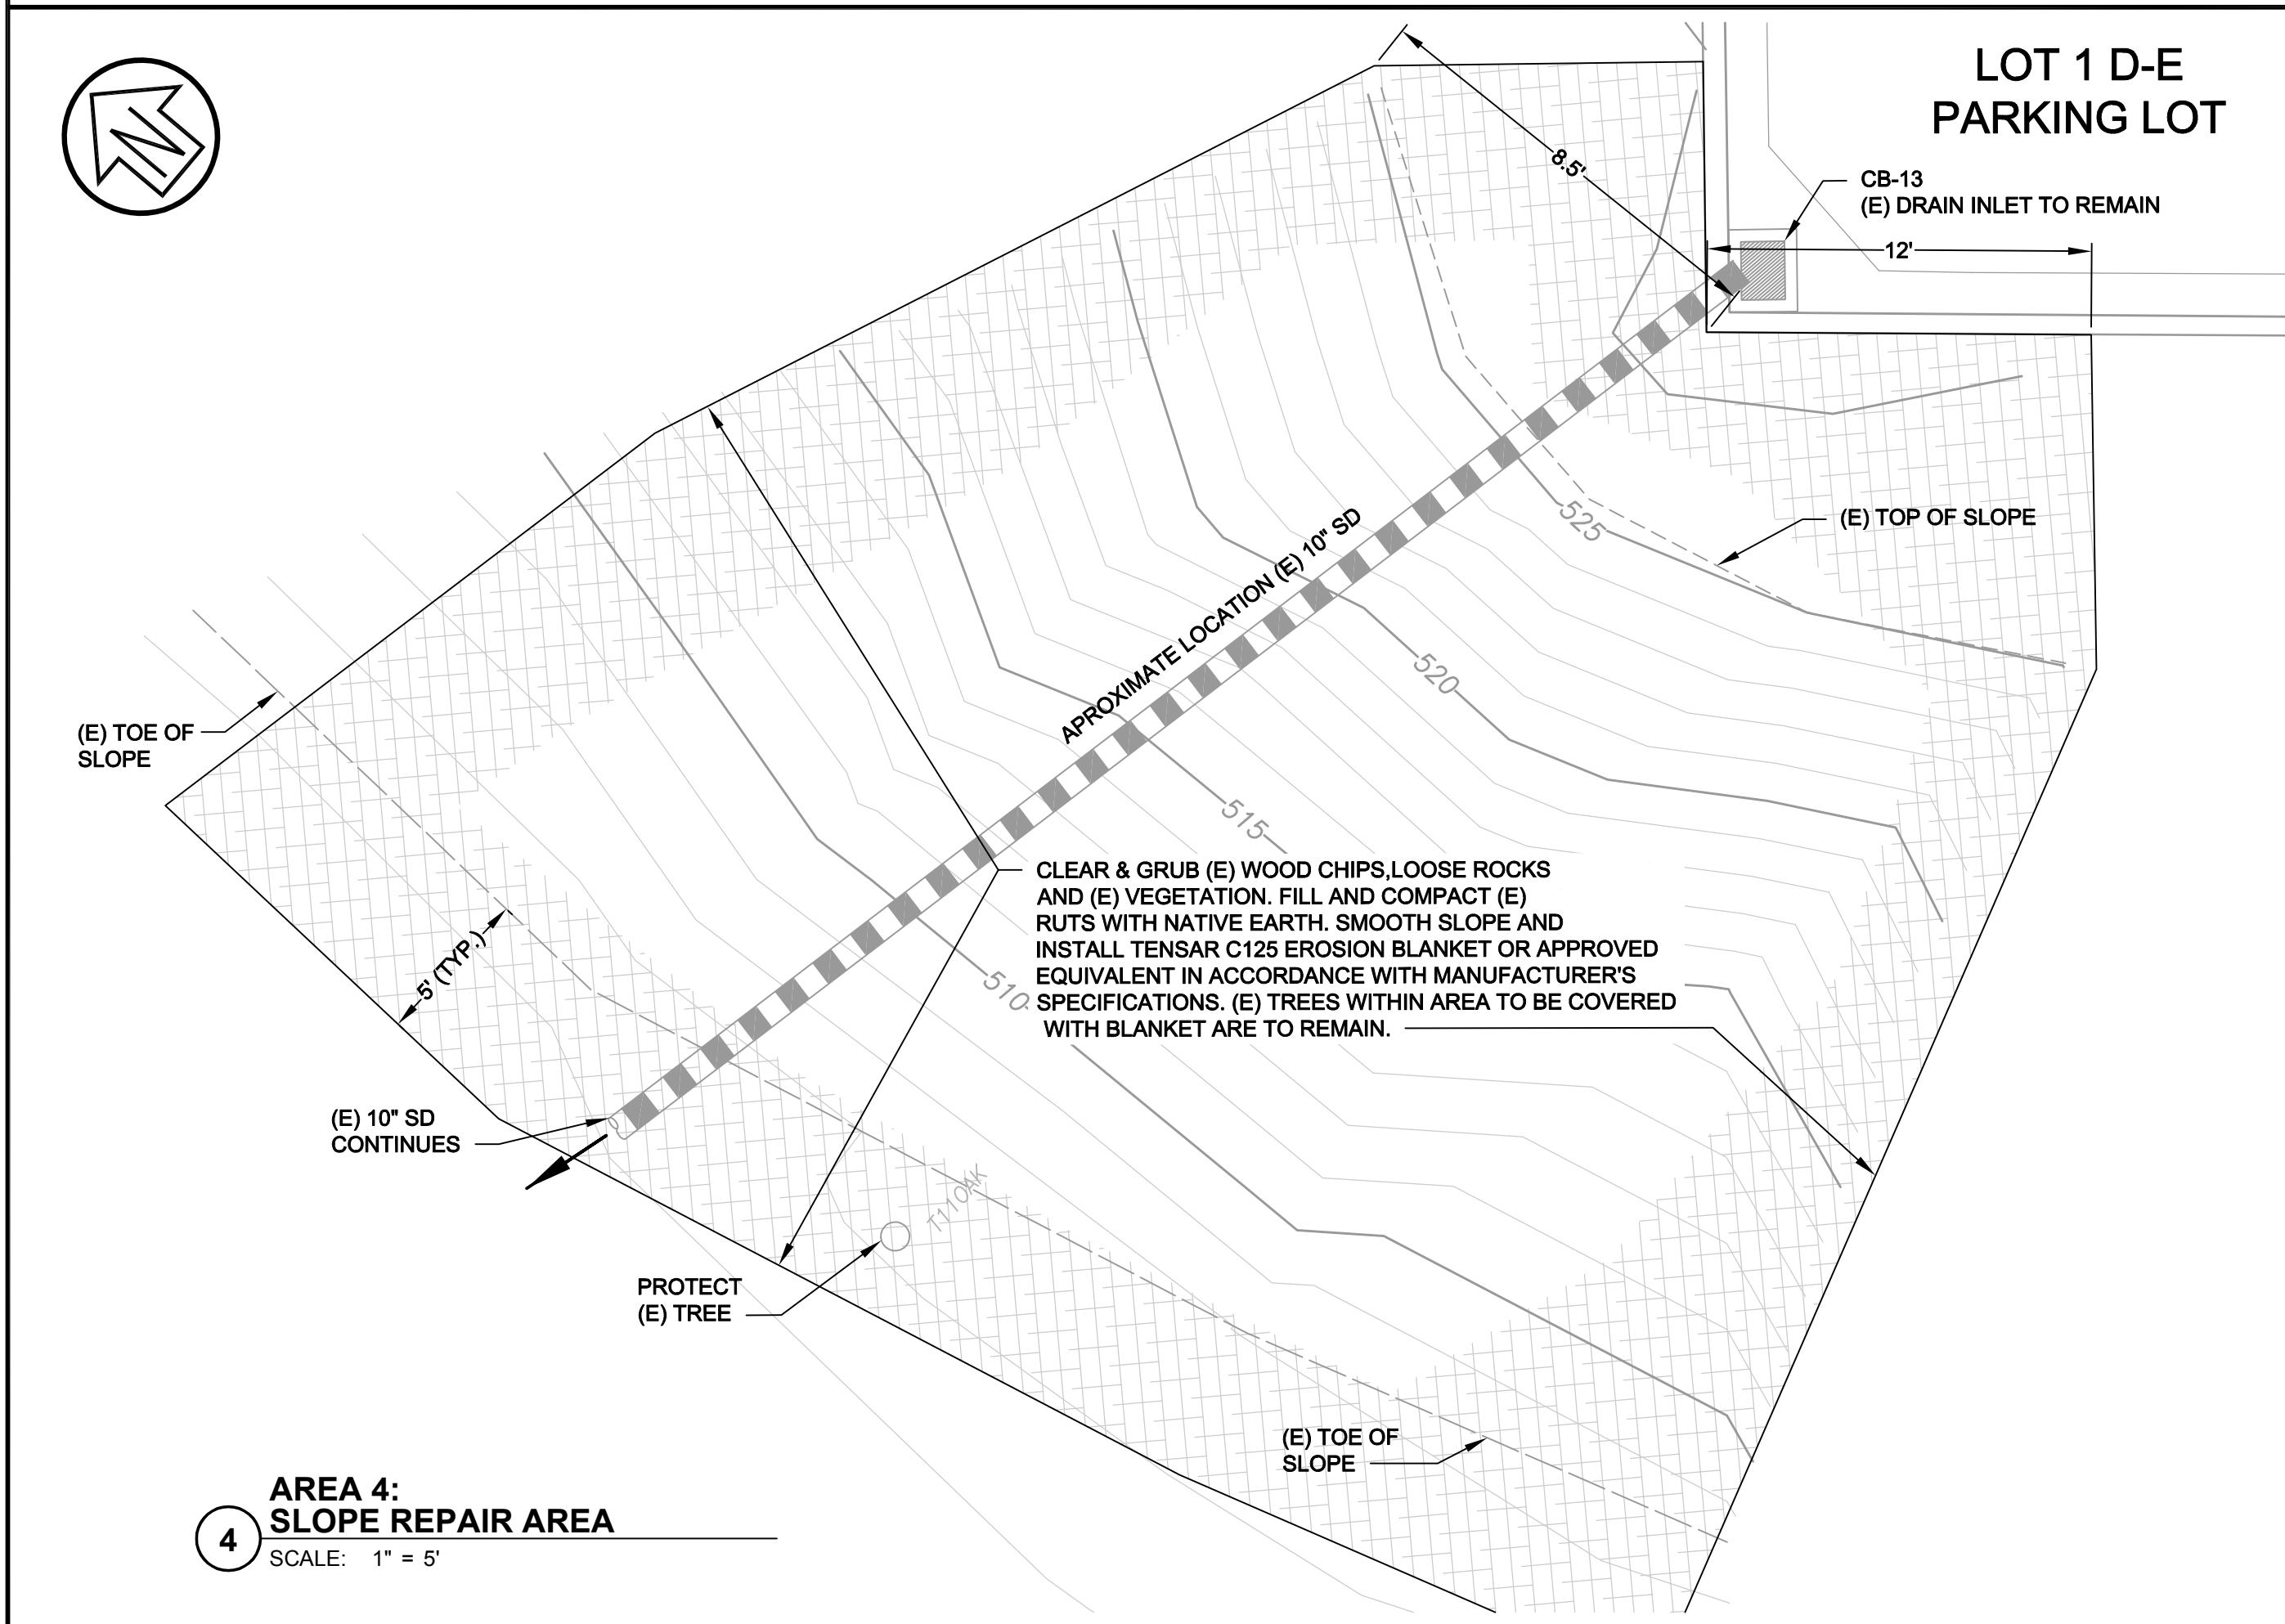 N
LOT 1 D-E
PARKING LOT
8.5'
CB-13
(E) DRAIN INLET TO REMAIN
12'
(E) TOP OF SLOPE
525
APROXIMATE LOCATION (E) 10" SD
520
515
510
(E) TOE OF
SLOPE
CLEAR & GRUB (E) WOOD CHIPS,LOOSE ROCKS
AND (E) VEGETATION. FILL AND COMPACT (E)
RUTS WITH NATIVE EARTH. SMOOTH SLOPE AND
INSTALL TENSAR C125 EROSION BLANKET OR APPROVED
EQUIVALENT IN ACCORDANCE WITH MANUFACTURER'S
SPECIFICATIONS. (E) TREES WITHIN AREA TO BE COVERED
WITH BLANKET ARE TO REMAIN.
5' (TYP.)
(E) 10" SD
CONTINUES
T11OAK
PROTECT
(E) TREE
(E) TOE OF
SLOPE
4
AREA 4:
SLOPE REPAIR AREA
SCALE: 1" = 5'